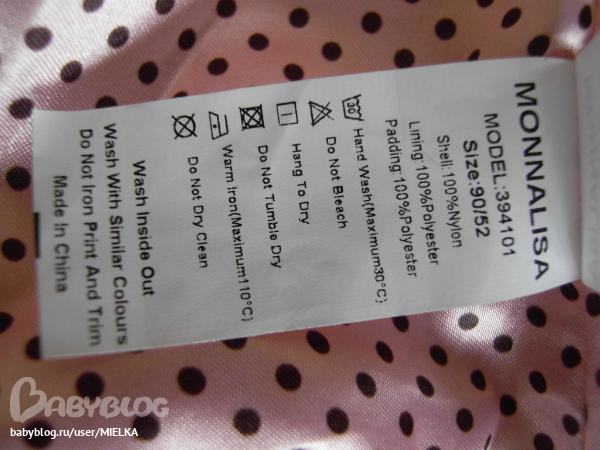 MONNALISA
MODEL:394101
Size:90/52
Shell:100%Nylon
Lining:100%Polyester
Padding:100%Polyester
30
Hand Wash(Maximum30°C)
Do Not Bleach
Hang To Dry
Do Not Tumble Dry
Warm Iron(Maximum110°C)
Do Not Dry Clean
Wash Inside Out
Wash With Similar Colours
Do Not Iron Print And Trim
Made In China
BABYBLOG
babyblog.ru/user/MIELKA